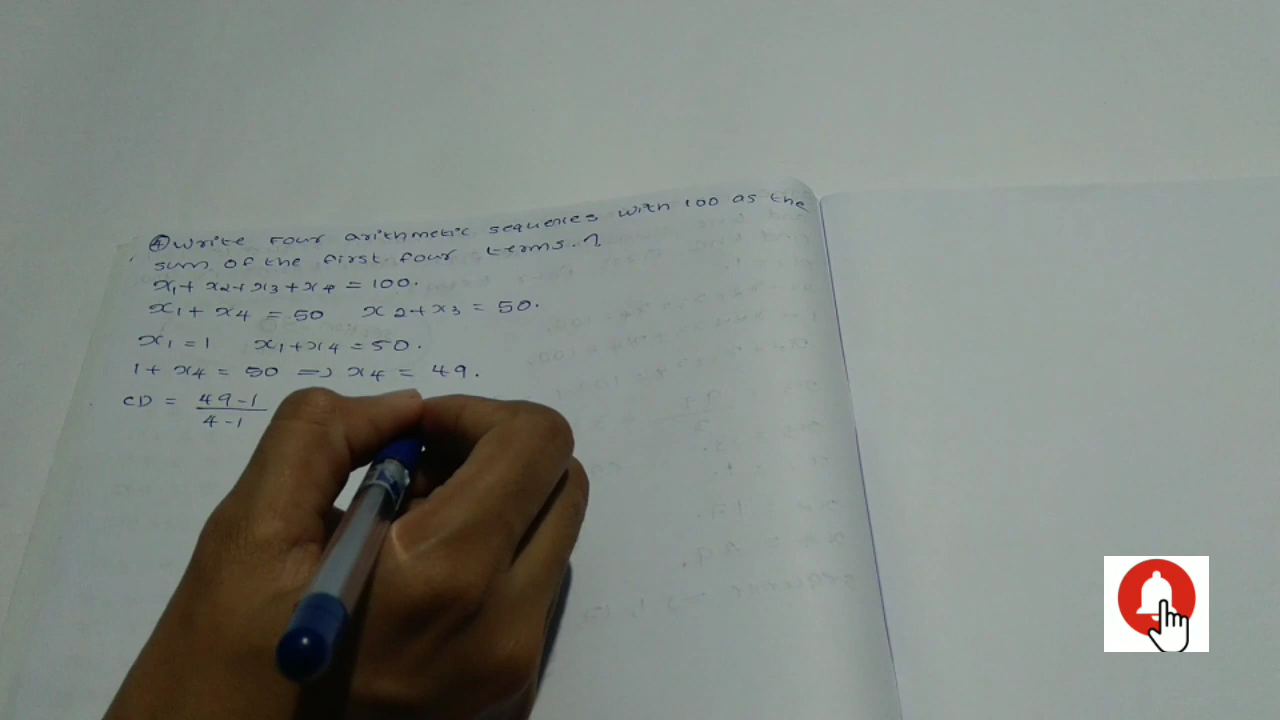 ④ Write Four arithmetic sequences with 100 as the
sum of the first four terms.?
x₁ + x₂ + x₃ + x₄ = 100.
x₁ + x₄ = 50 x₂ + x₃ = 50.
x₁ = 1 x₁ + x₄ = 50.
1 + x₄ = 50 ⇒ x₄ = 49.
CD = 49-1
4-1